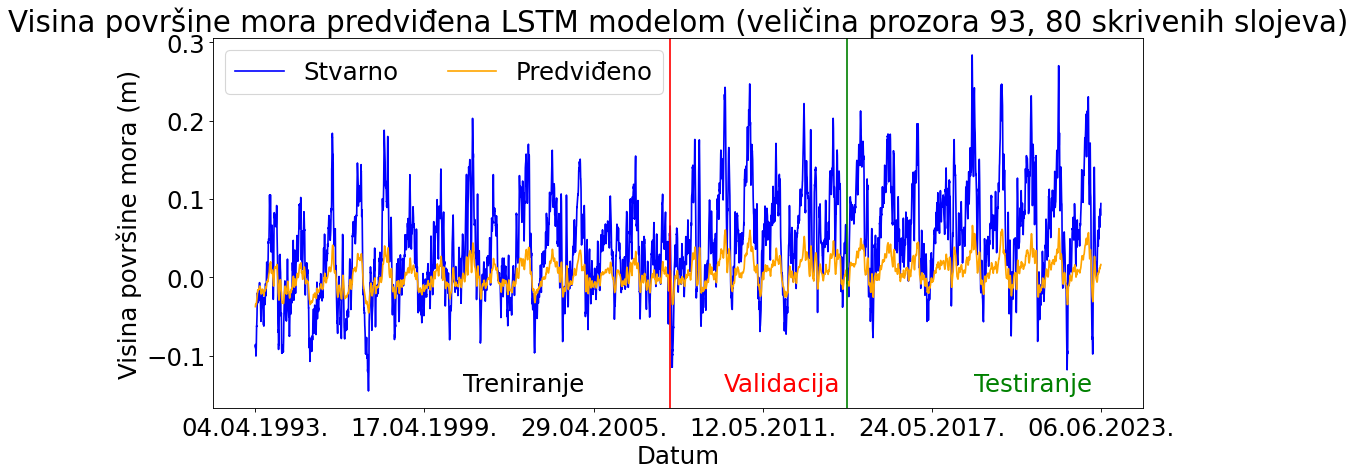 Visina površine mora predviđena LSTM modelom (veličina prozora 93, 80 skrivenih slojeva)
Stvarno Predviđeno
Visina površine mora (m)
0.3
0.2
0.1
0.0
−0.1
Treniranje Validacija Testiranje
04.04.1993. 17.04.1999. 29.04.2005. 12.05.2011. 24.05.2017. 06.06.2023.
Datum